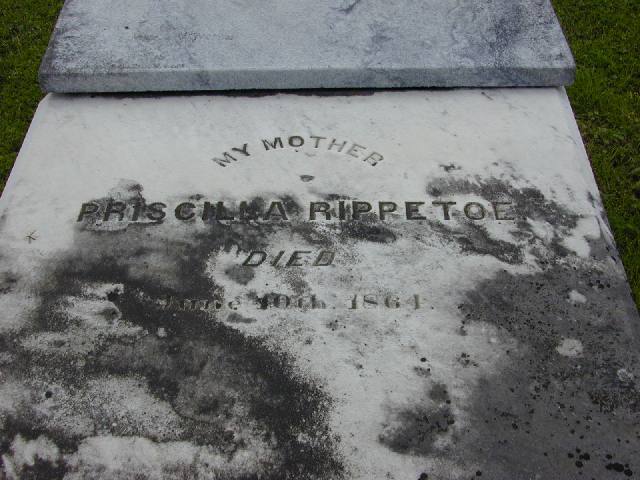 MY MOTHER
PRISCILLA RIPPETOE
DIED
June 10th 1864.